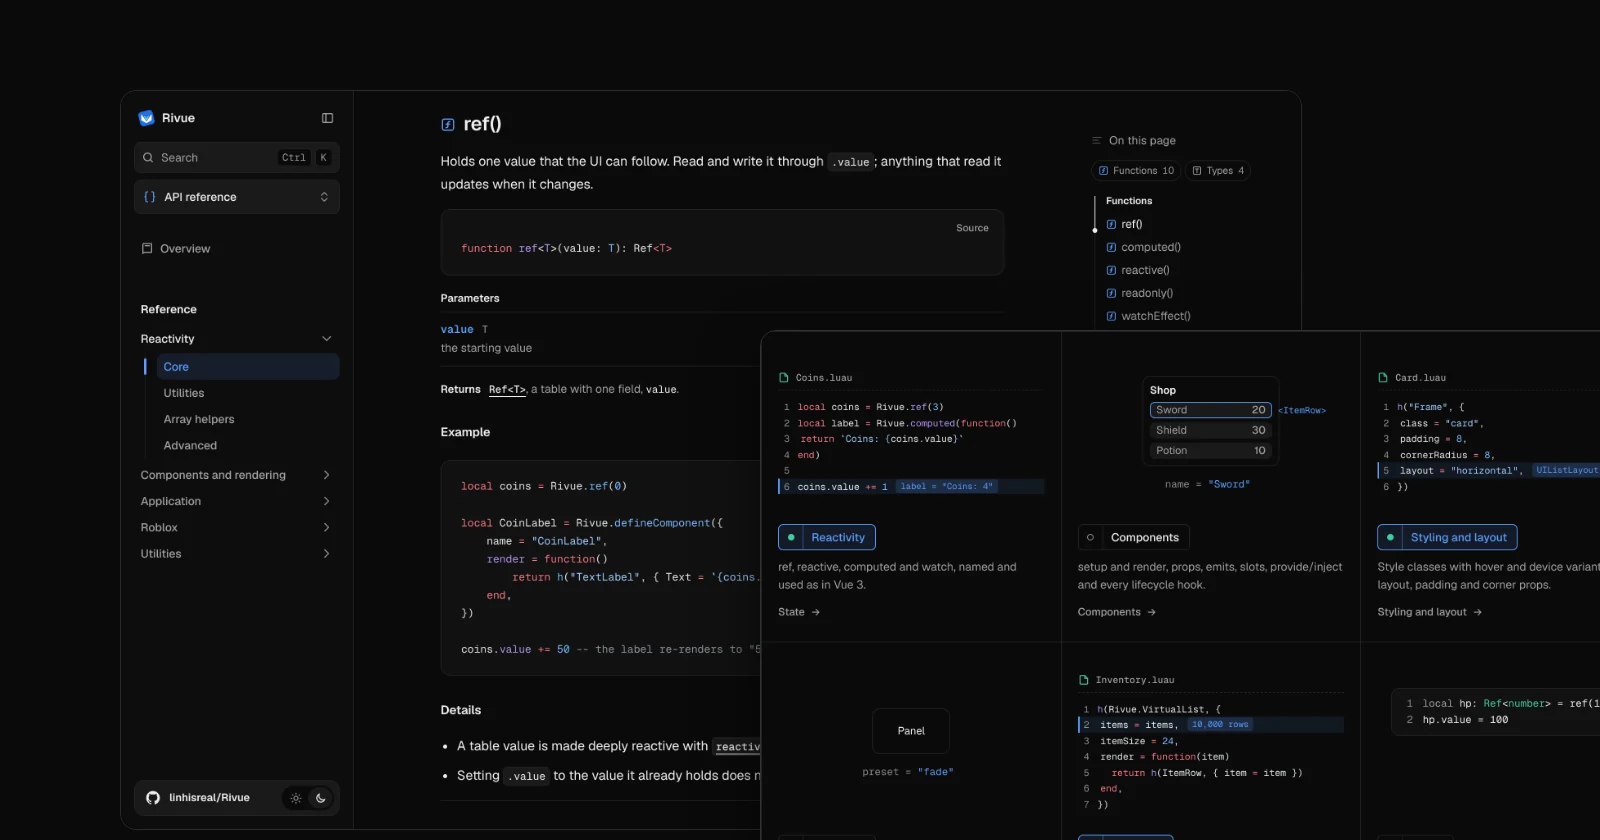 Rivue
Search Ctrl K
API reference
Overview
Reference
Reactivity
Core
Utilities
Array helpers
Advanced
Components and rendering
Application
Roblox
Utilities
linhisreal/Rivue
ref()
Holds one value that the UI can follow. Read and write it through .value; anything that read it
updates when it changes.
Source
function ref<T>(value: T): Ref<T>
Parameters
value T
the starting value
Returns Ref<T>, a table with one field, value.
Example
local coins = Rivue.ref(0)
local CoinLabel = Rivue.defineComponent({
name = "CoinLabel",
render = function()
return h("TextLabel", { Text = `{coins.
end,
})
coins.value += 50 -- the label re-renders to "5
Details
A table value is made deeply reactive with reactiv
Setting .value to the value it already holds does n
On this page
Functions 10 Types 4
Functions
ref()
computed()
reactive()
readonly()
watchEffect()
Coins.luau
1 local coins = Rivue.ref(3)
2 local label = Rivue.computed(function()
3 return `Coins: {coins.value}`
4 end)
5
6 coins.value += 1 label = "Coins: 4"
Reactivity
ref, reactive, computed and watch, named and
used as in Vue 3.
State →
Shop
Sword 20 <ItemRow>
Shield 30
Potion 10
name = "Sword"
Components
setup and render, props, emits, slots, provide/inject
and every lifecycle hook.
Components →
Card.luau
1 h("Frame", {
2 class = "card",
3 padding = 8,
4 cornerRadius = 8,
5 layout = "horizontal", UIListLayout
6 })
Styling and layout
Style classes with hover and device variant
layout, padding and corner props.
Styling and layout →
Panel
preset = "fade"
Inventory.luau
1 h(Rivue.VirtualList, {
2 items = items, 10,000 rows
3 itemSize = 24,
4 render = function(item)
5 return h(ItemRow, { item = item })
6 end,
7 })
1 local hp: Ref<number> = ref(1
2 hp.value = 100